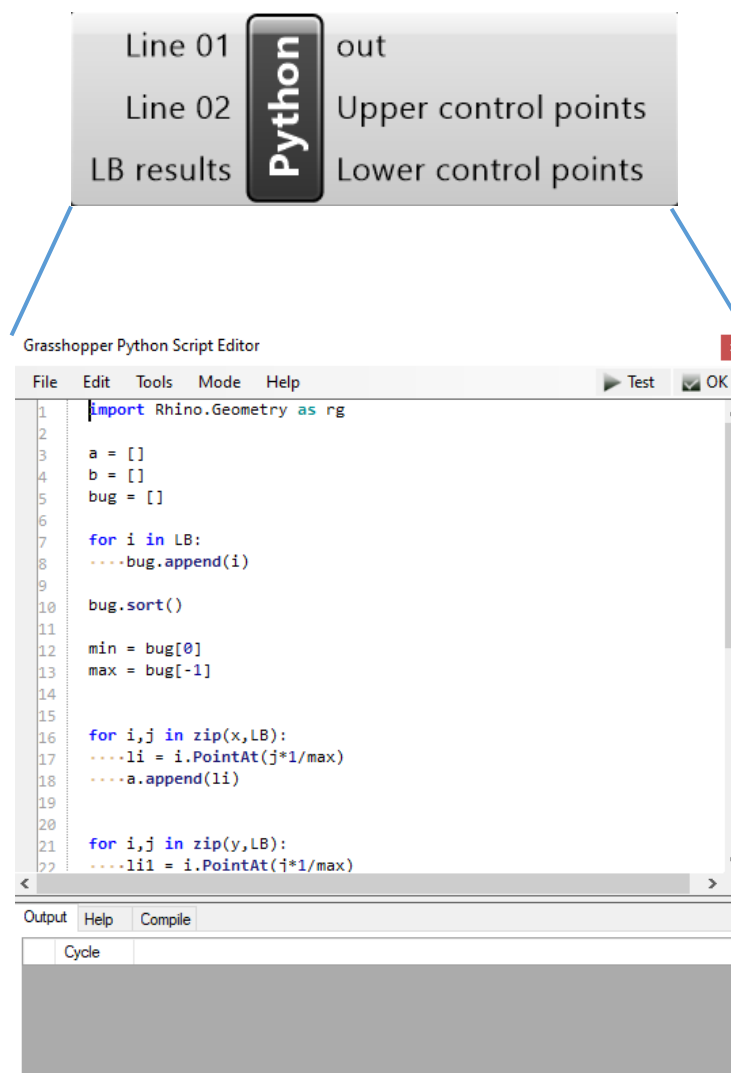 Line 01
Line 02
LB results
Python
out
Upper control points
Lower control points
Grasshopper Python Script Editor
File Edit Tools Mode Help Test OK
1 import Rhino.Geometry as rg
2
3 a = []
4 b = []
5 bug = []
6
7 for i in LB:
8 ····bug.append(i)
9
10 bug.sort()
11
12 min = bug[0]
13 max = bug[-1]
14
15
16 for i,j in zip(x,LB):
17 ····li = i.PointAt(j*1/max)
18 ····a.append(li)
19
20
21 for i,j in zip(y,LB):
22 ····li1 = i.PointAt(j*1/max)
Output Help Compile
Cycle